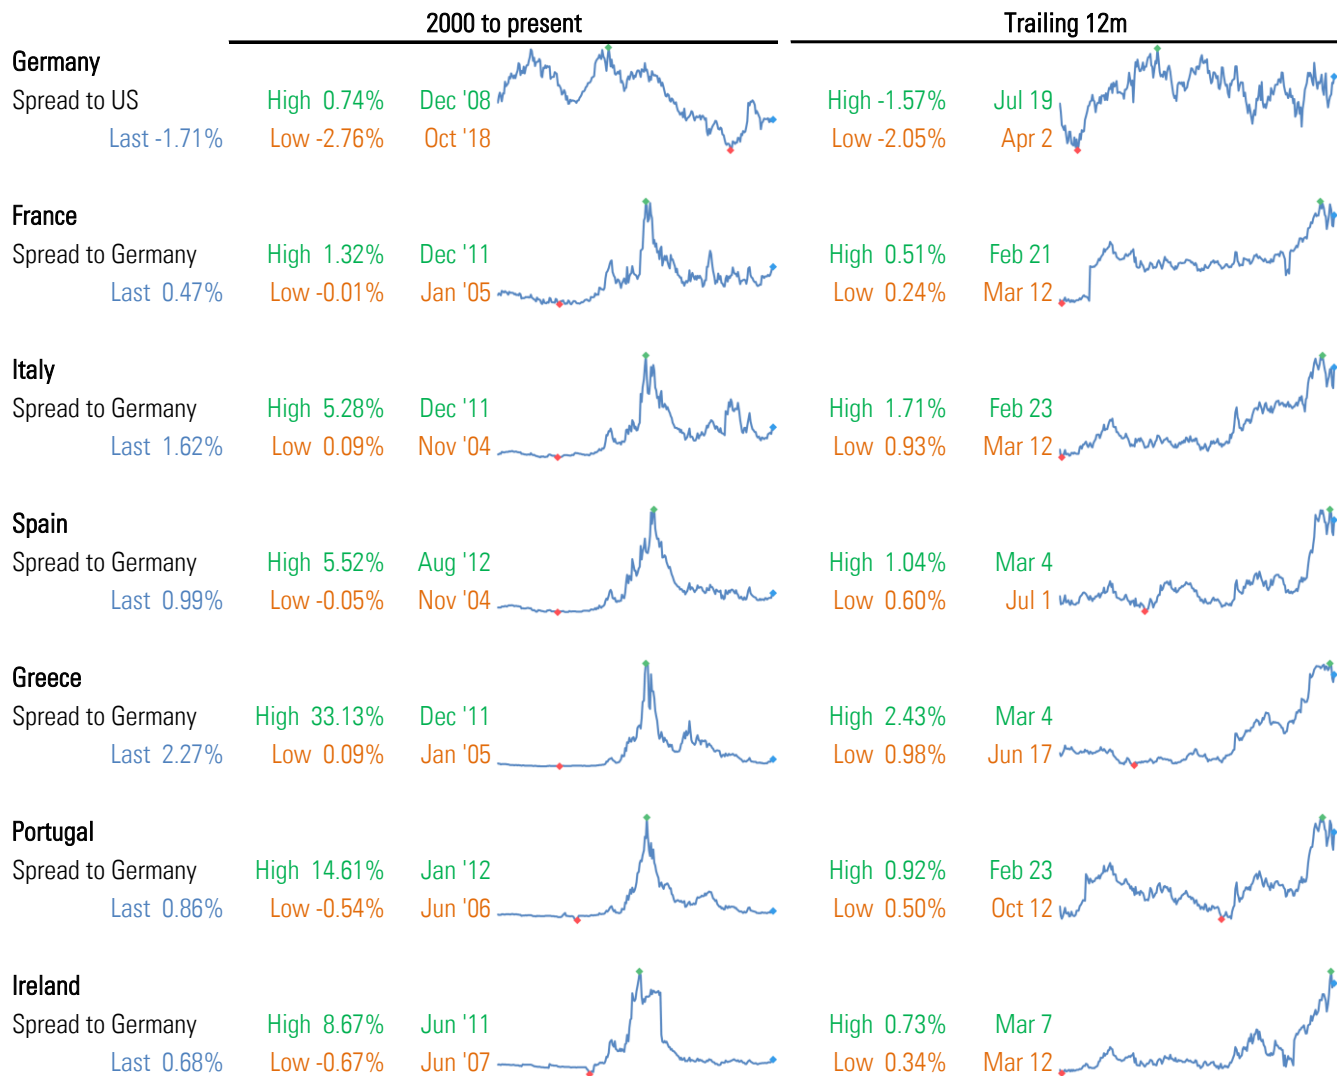 2000 to present Trailing 12m
Germany
Spread to US High 0.74% Dec '08 High -1.57% Jul 19
Last -1.71% Low -2.76% Oct '18 Low -2.05% Apr 2
France
Spread to Germany High 1.32% Dec '11 High 0.51% Feb 21
Last 0.47% Low -0.01% Jan '05 Low 0.24% Mar 12
Italy
Spread to Germany High 5.28% Dec '11 High 1.71% Feb 23
Last 1.62% Low 0.09% Nov '04 Low 0.93% Mar 12
Spain
Spread to Germany High 5.52% Aug '12 High 1.04% Mar 4
Last 0.99% Low -0.05% Nov '04 Low 0.60% Jul 1
Greece
Spread to Germany High 33.13% Dec '11 High 2.43% Mar 4
Last 2.27% Low 0.09% Jan '05 Low 0.98% Jun 17
Portugal
Spread to Germany High 14.61% Jan '12 High 0.92% Feb 23
Last 0.86% Low -0.54% Jun '06 Low 0.50% Oct 12
Ireland
Spread to Germany High 8.67% Jun '11 High 0.73% Mar 7
Last 0.68% Low -0.67% Jun '07 Low 0.34% Mar 12